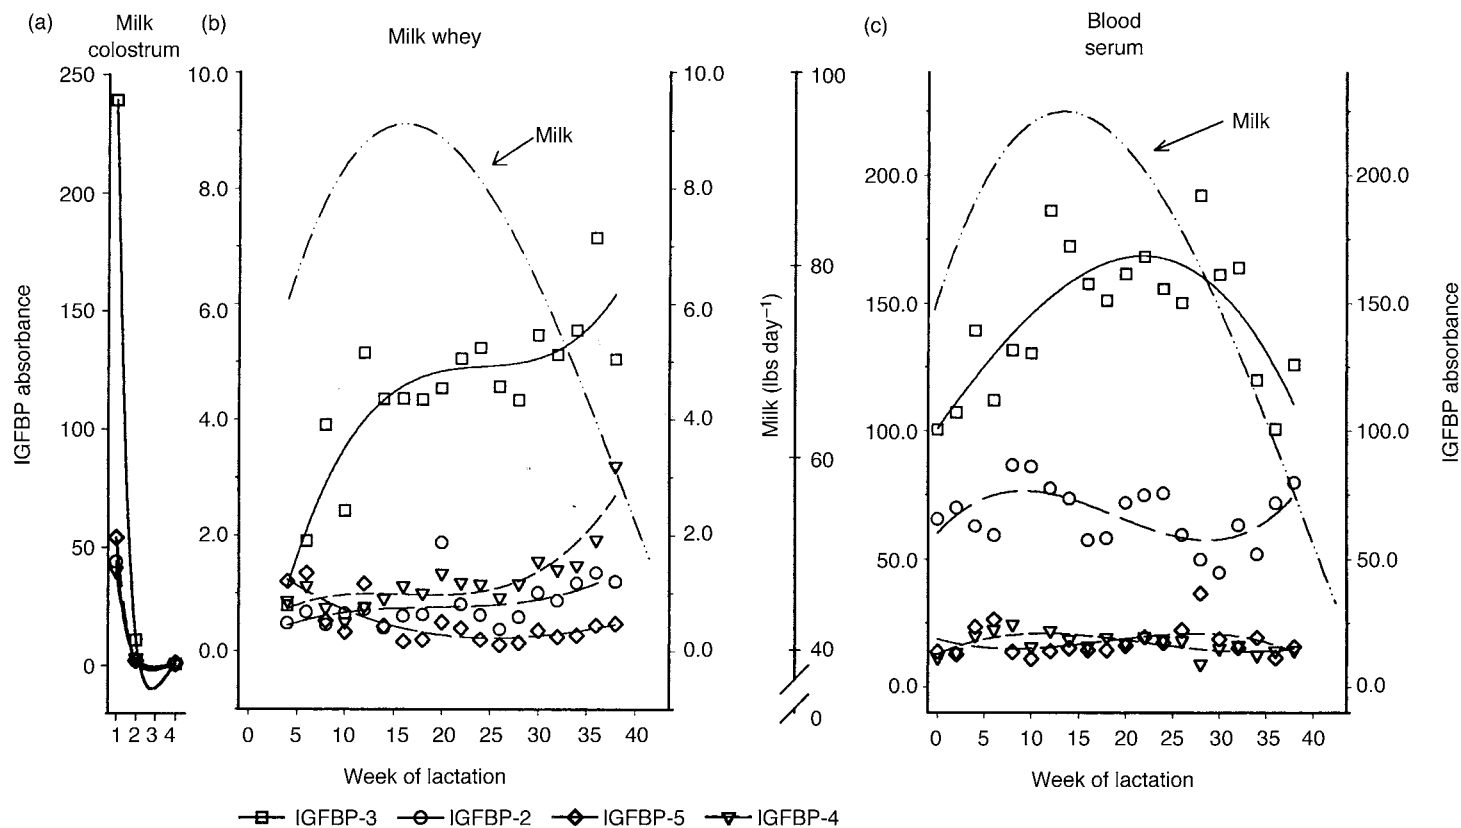 (a) Milk colostrum
(b) Milk whey
(c) Blood serum
IGFBP absorbance
250
200
150
100
50
0
1 2 3 4
10.0
8.0
6.0
4.0
2.0
0.0
Milk
10.0
8.0
6.0
4.0
2.0
0.0
0 5 10 15 20 25 30 35 40
Week of lactation
Milk (lbs day⁻¹)
100
80
60
40
0
200.0
150.0
100.0
50.0
0.0
Milk
200.0
150.0
100.0
50.0
0.0
IGFBP absorbance
0 5 10 15 20 25 30 35 40
Week of lactation
IGFBP-3 IGFBP-2 IGFBP-5 IGFBP-4